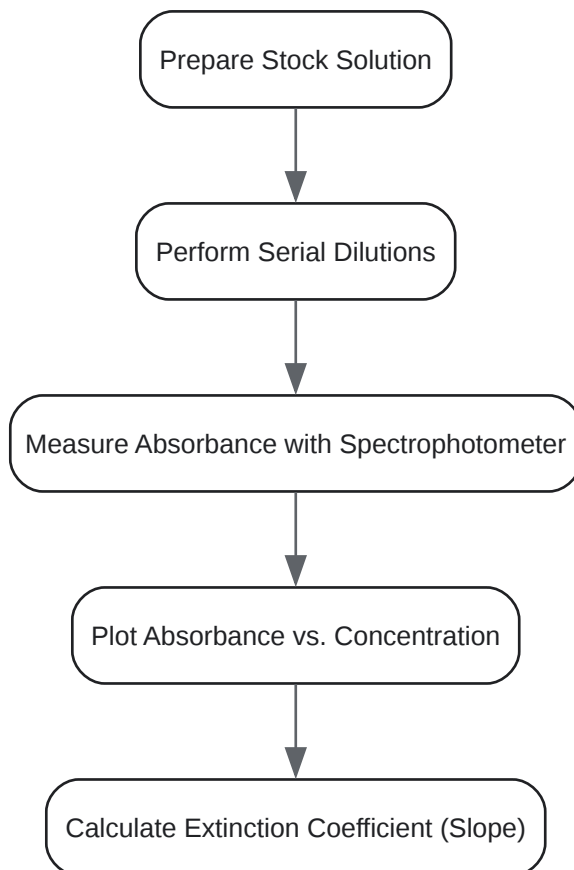 Prepare Stock Solution
Perform Serial Dilutions
Measure Absorbance with Spectrophotometer
Plot Absorbance vs. Concentration
Calculate Extinction Coefficient (Slope)